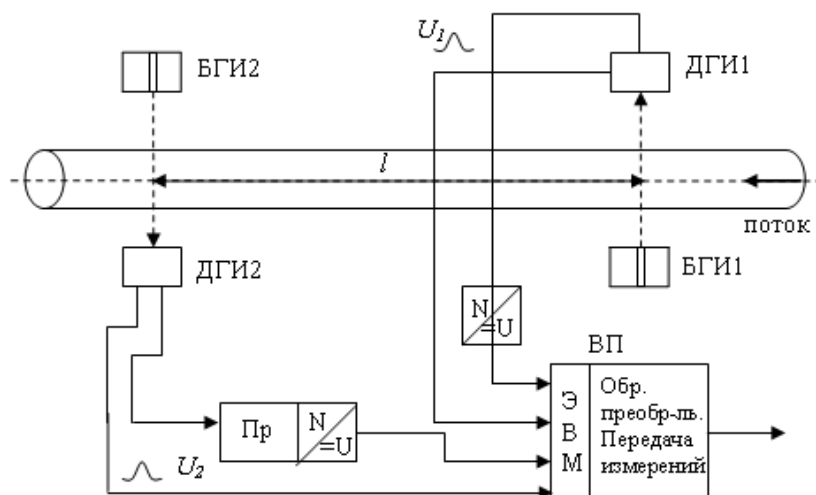 U₁
БГИ2
ДГИ1
l
поток
ДГИ2
БГИ1
N
=U
ВП
Э
В
М
Обр.
преобр-ль.
Передача
измерений
Пр
N
=U
U₂